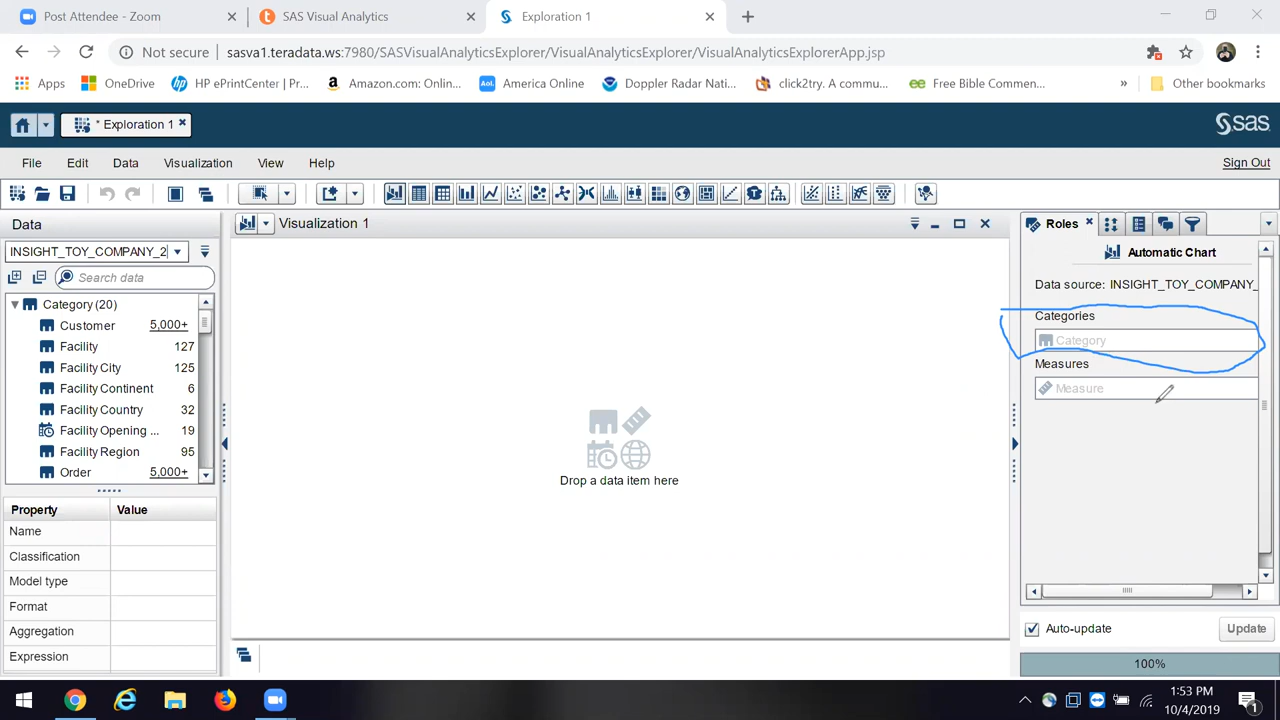 Post Attendee - Zoom
SAS Visual Analytics
Exploration 1
Not secure
sasva1.teradata.ws:7980/SASVisualAnalyticsExplorer/VisualAnalyticsExplorer/VisualAnalyticsExplorerApp.jsp
Apps OneDrive HP ePrintCenter | Pr... Amazon.com: Onlin... Aol. America Online Doppler Radar Natio... click2try. A commu... ee Free Bible Commen... » Other bookmarks
* Exploration 1
sas
File Edit Data Visualization View Help Sign Out
Data
Visualization 1
Roles
INSIGHT_TOY_COMPANY_2
Automatic Chart
Search data
Data source: INSIGHT_TOY_COMPANY_
Category (20)
Categories
Customer 5,000+
Category
Facility 127
Facility City 125
Measures
Facility Continent 6
Measure
Facility Country 32
Facility Opening ... 19
Facility Region 95
Order 5,000+
Drop a data item here
Property Value
Name
Classification
Model type
Format
Aggregation
Expression
Auto-update Update
100%
1:53 PM
10/4/2019
1